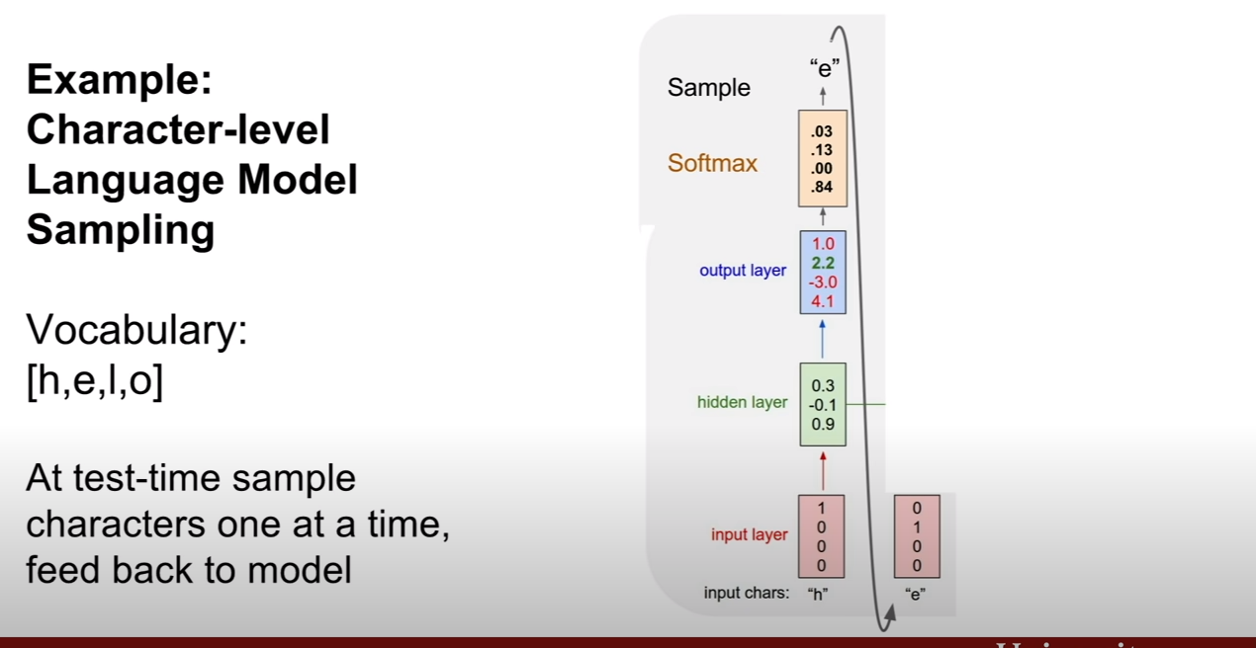 Example:
Character-level
Language Model
Sampling
Vocabulary:
[h,e,l,o]
At test-time sample
characters one at a time,
feed back to model
Sample
“e”
Softmax
.03
.13
.00
.84
output layer
1.0
2.2
-3.0
4.1
hidden layer
0.3
-0.1
0.9
input layer
1
0
0
0
0
1
0
0
input chars: “h” “e”